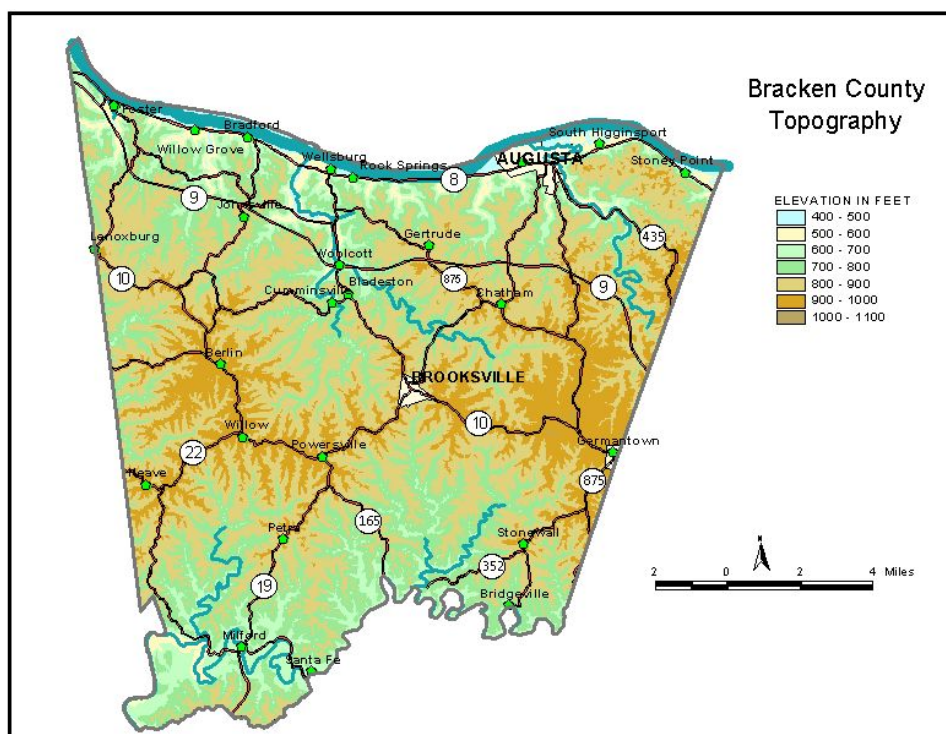 Bracken County
Topography
ELEVATION IN FEET
400 - 500
500 - 600
600 - 700
700 - 800
800 - 900
900 - 1000
1000 - 1100
Foster
Willow Grove
Bradford
South Higginsport
Wellsburg
Rock Springs
AUGUSTA
Stoney Point
8
9
Johnsville
Lenoxburg
Gertrude
435
Woolcott
10
875
9
Cumminsville
Bladeston
Chatham
Berlin
BROOKSVILLE
Willow
10
Powersville
Germantown
22
Neave
875
165
Petra
Stonewall
352
19
Bridgeville
Milford
Santa Fe
2 0 2 4 Miles